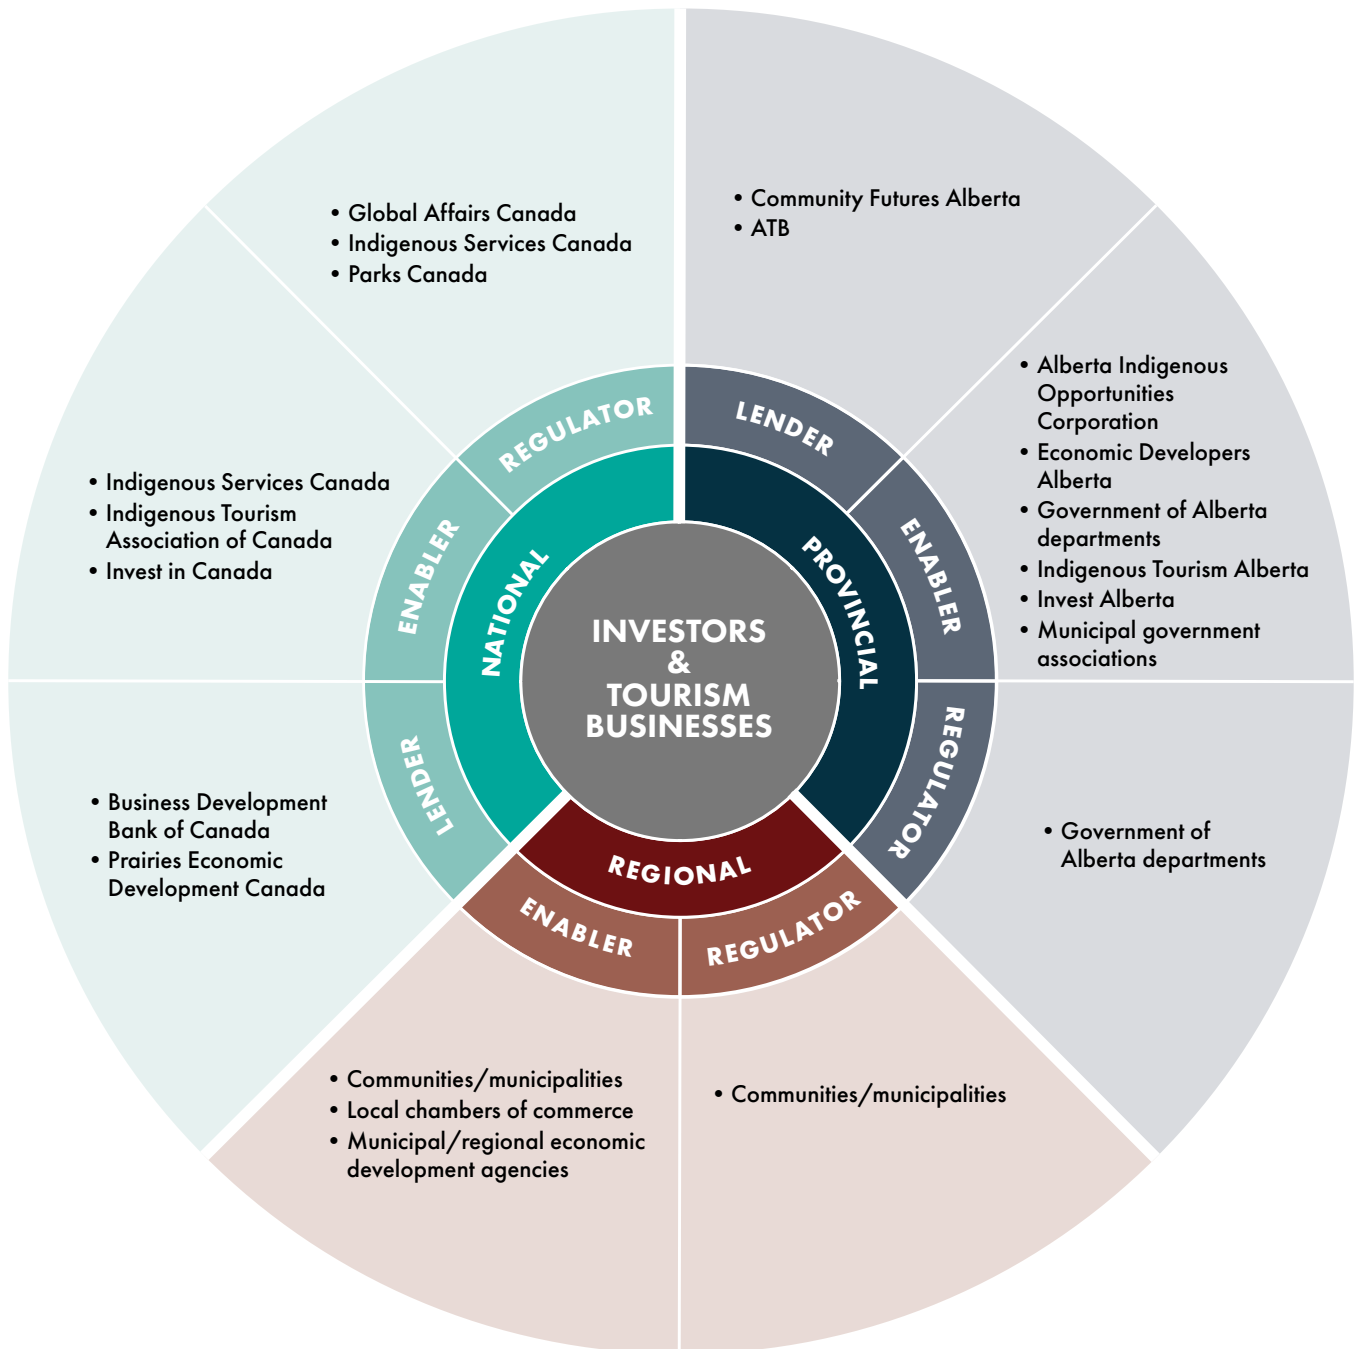 INVESTORS
&
TOURISM
BUSINESSES
PROVINCIAL
LENDER
• Community Futures Alberta
• ATB
ENABLER
• Alberta Indigenous
Opportunities
Corporation
• Economic Developers
Alberta
• Government of Alberta
departments
• Indigenous Tourism Alberta
• Invest Alberta
• Municipal government
associations
REGULATOR
• Government of
Alberta departments
REGIONAL
REGULATOR
• Communities/municipalities
ENABLER
• Communities/municipalities
• Local chambers of commerce
• Municipal/regional economic
development agencies
NATIONAL
LENDER
• Business Development
Bank of Canada
• Prairies Economic
Development Canada
ENABLER
• Indigenous Services Canada
• Indigenous Tourism
Association of Canada
• Invest in Canada
REGULATOR
• Global Affairs Canada
• Indigenous Services Canada
• Parks Canada